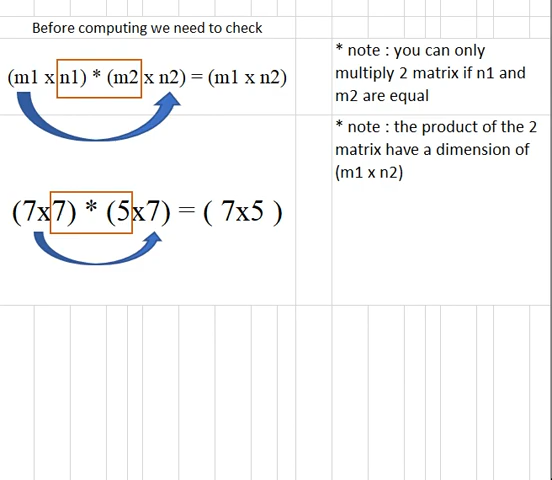 Before computing we need to check
(m1 x n1) * (m2 x n2) = (m1 x n2)
* note : you can only
multiply 2 matrix if n1 and
m2 are equal
* note : the product of the 2
matrix have a dimension of
(m1 x n2)
(7x7) * (5x7) = ( 7x5 )